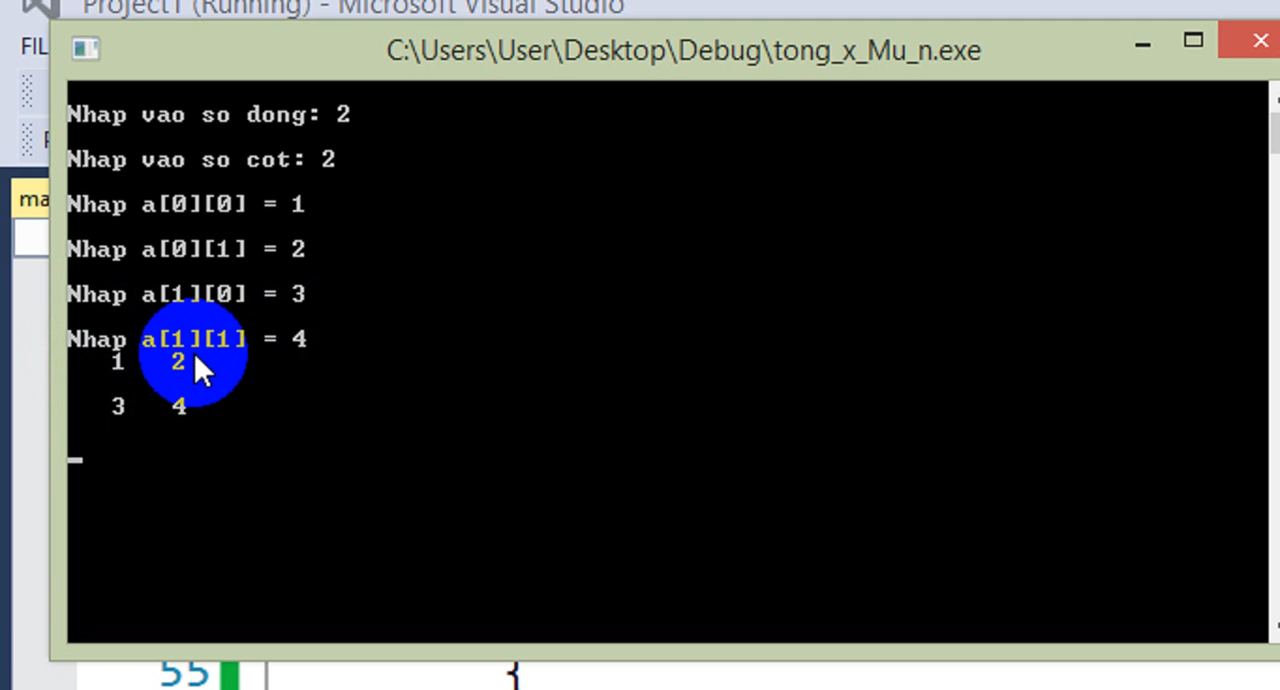 Project1 (Running) - Microsoft Visual Studio
FIL
C:\Users\User\Desktop\Debug\tong_x_Mu_n.exe
ma
Nhap vao so dong: 2
Nhap vao so cot: 2
Nhap a[0][0] = 1
Nhap a[0][1] = 2
Nhap a[1][0] = 3
Nhap a[1][1] = 4
1 2
3 4
55 {